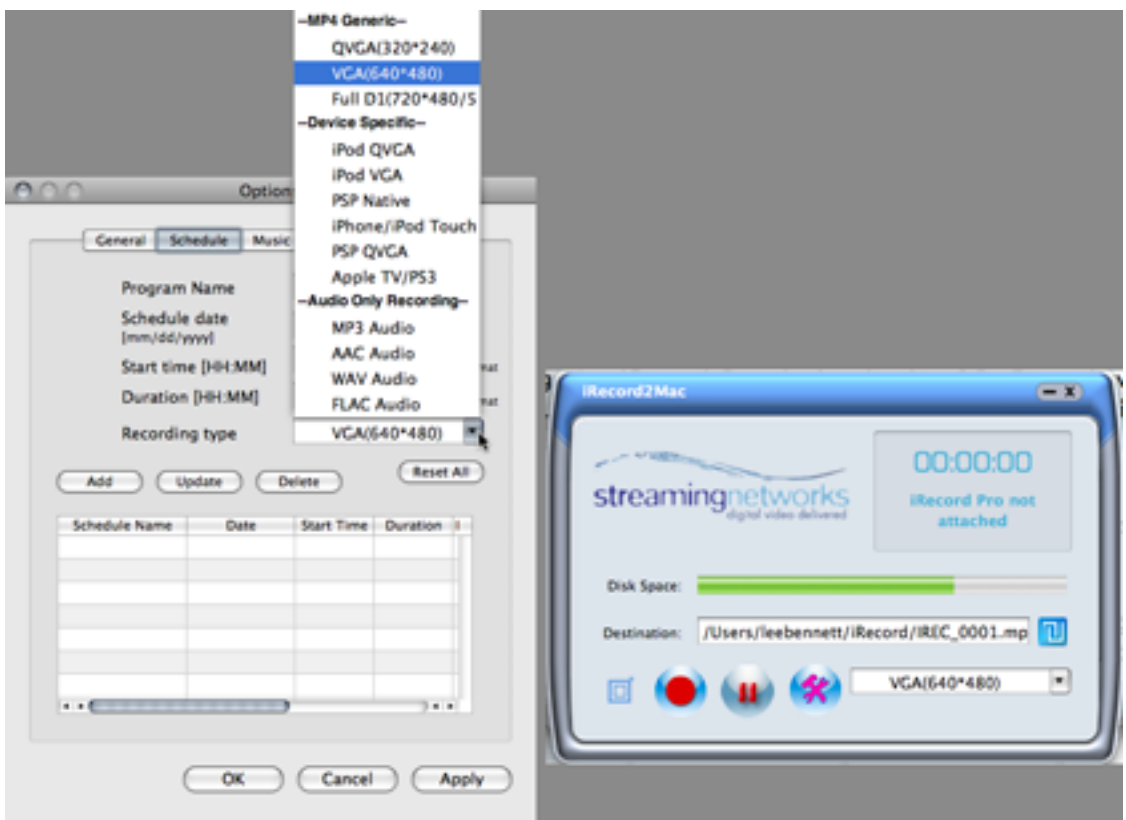 --MP4 Generic--
QVGA(320*240)
VGA(640*480)
Full D1(720*480/5
--Device Specific--
iPod QVGA
iPod VGA
PSP Native
iPhone/iPod Touch
PSP QVGA
Apple TV/PS3
--Audio Only Recording--
MP3 Audio
AAC Audio
WAV Audio
FLAC Audio
Option
General Schedule Music
Program Name
Schedule date
[mm/dd/yyyy]
Start time [HH:MM] mat
Duration [HH:MM] mat
Recording type VGA(640*480)
Add Update Delete Reset All
Schedule Name Date Start Time Duration
OK Cancel Apply
iRecord2Mac
streamingnetworks
digital video delivered
00:00:00
iRecord Pro not
attached
Disk Space:
Destination: /Users/leebennett/iRecord/IREC_0001.mp
VGA(640*480)